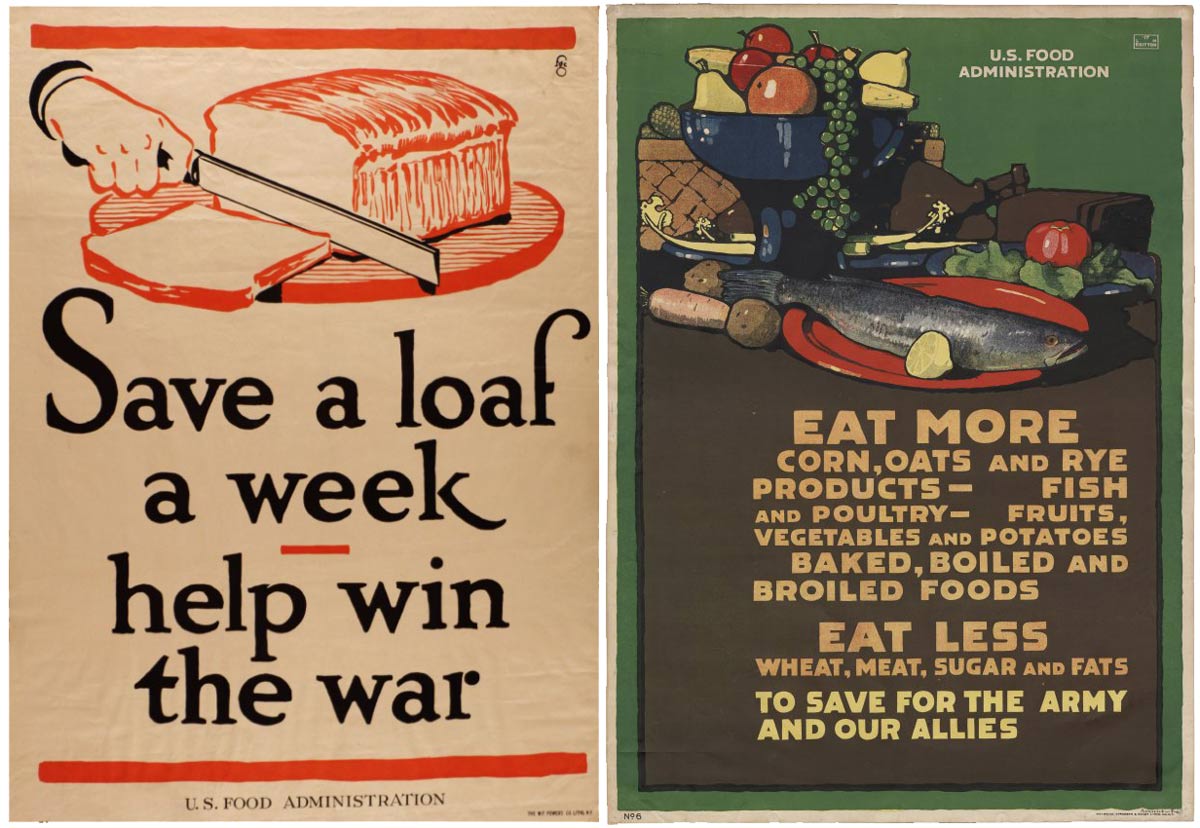 Save a loaf
a week
help win
the war
U.S. FOOD ADMINISTRATION
U.S. FOOD
ADMINISTRATION
EAT MORE
CORN, OATS AND RYE
PRODUCTS — FISH
AND POULTRY — FRUITS,
VEGETABLES AND POTATOES
BAKED, BOILED AND
BROILED FOODS
EAT LESS
WHEAT, MEAT, SUGAR AND FATS
TO SAVE FOR THE ARMY
AND OUR ALLIES
Nº 6